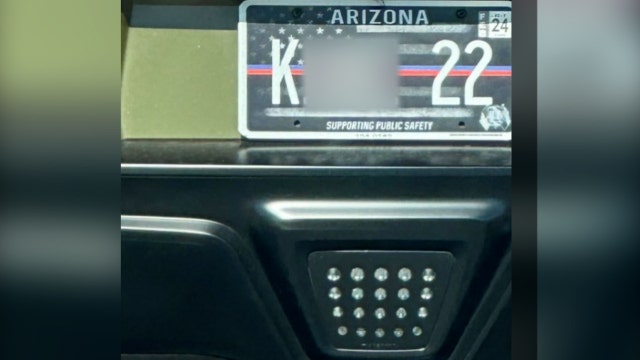 ARIZONA
24
K 22
SUPPORTING PUBLIC SAFETY